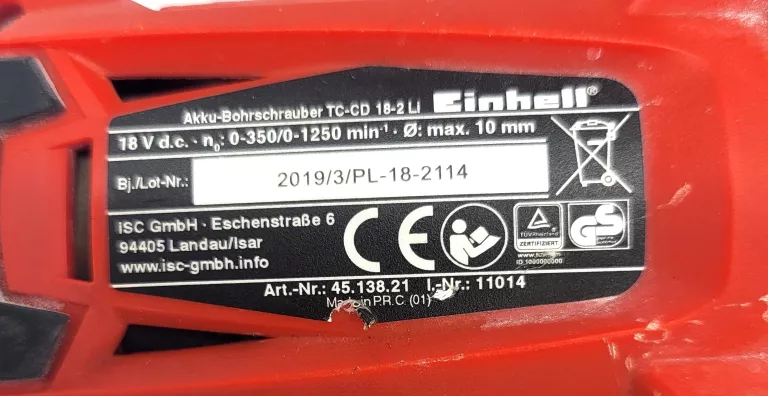 Akku-Bohrschrauber TC-CD 18-2 Li Einhell
18 V d.c. · n₀: 0-350/0-1250 min⁻¹ · Ø: max. 10 mm
Bj./Lot-Nr.: 2019/3/PL-18-2114
iSC GmbH · Eschenstraße 6
94405 Landau/Isar
www.isc-gmbh.info
CE
TÜVRheinland
ZERTIFIZIERT
GS
ID 1000000000
Art.-Nr.: 45.138.21 I.-Nr.: 11014
in P.R.C. (01)